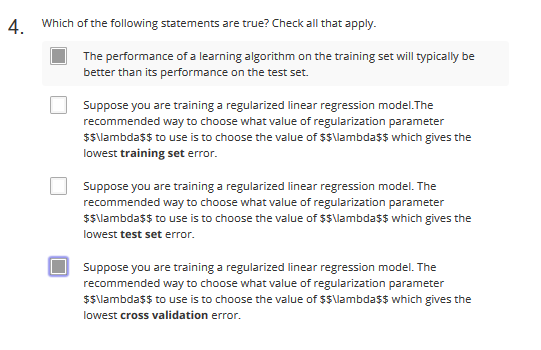 4. Which of the following statements are true? Check all that apply.
The performance of a learning algorithm on the training set will typically be
better than its performance on the test set.
Suppose you are training a regularized linear regression model.The
recommended way to choose what value of regularization parameter
$$\lambda$$ to use is to choose the value of $$\lambda$$ which gives the
lowest training set error.
Suppose you are training a regularized linear regression model. The
recommended way to choose what value of regularization parameter
$$\lambda$$ to use is to choose the value of $$\lambda$$ which gives the
lowest test set error.
Suppose you are training a regularized linear regression model. The
recommended way to choose what value of regularization parameter
$$\lambda$$ to use is to choose the value of $$\lambda$$ which gives the
lowest cross validation error.